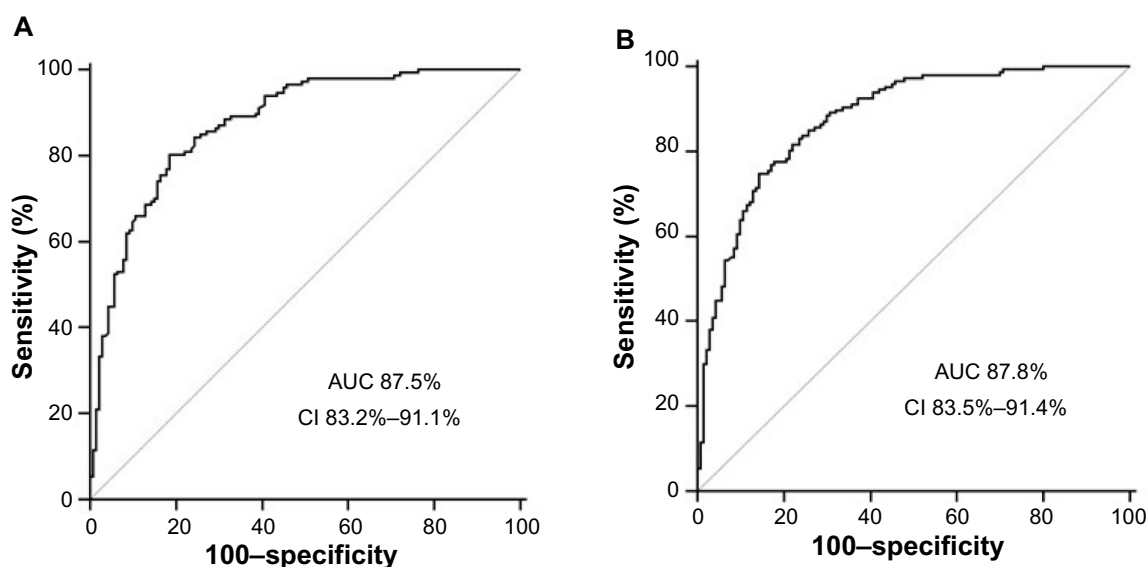 A
Sensitivity (%)
100
80
60
40
20
0
AUC 87.5%
CI 83.2%–91.1%
0 20 40 60 80 100
100–specificity
B
Sensitivity (%)
100
80
60
40
20
0
AUC 87.8%
CI 83.5%–91.4%
0 20 40 60 80 100
100–specificity